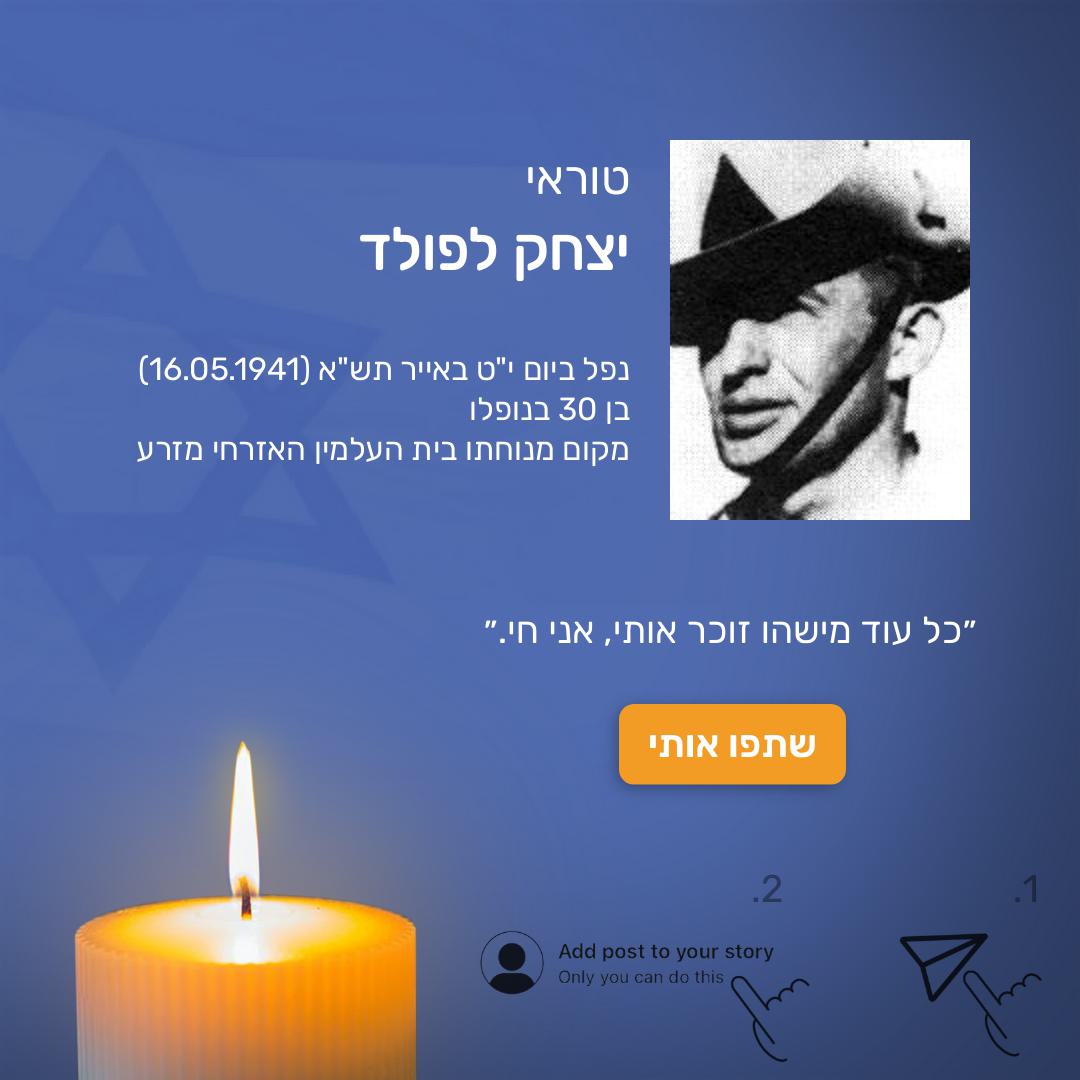 טוראי
יצחק לפולד
נפל ביום י"ט באייר תש"א (16.05.1941)
בן 30 בנופלו
מקום מנוחתו בית העלמין האזרחי מזרע
״כל עוד מישהו זוכר אותי, אני חי.״
שתפו אותי
1.
2.
Add post to your story
Only you can do this